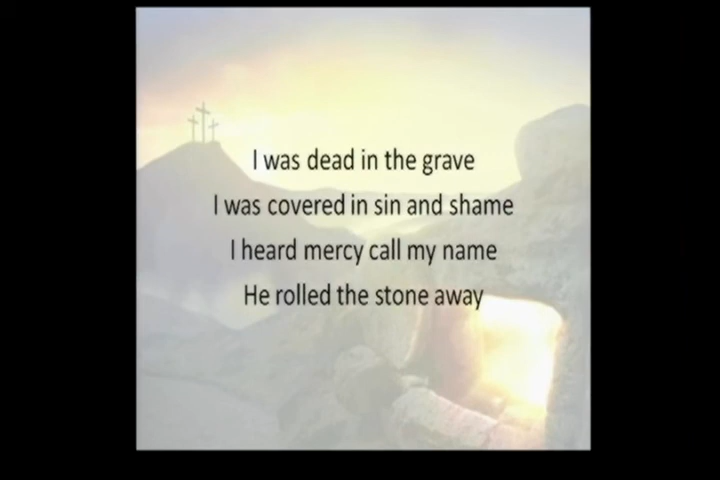 I was dead in the grave
I was covered in sin and shame
I heard mercy call my name
He rolled the stone away